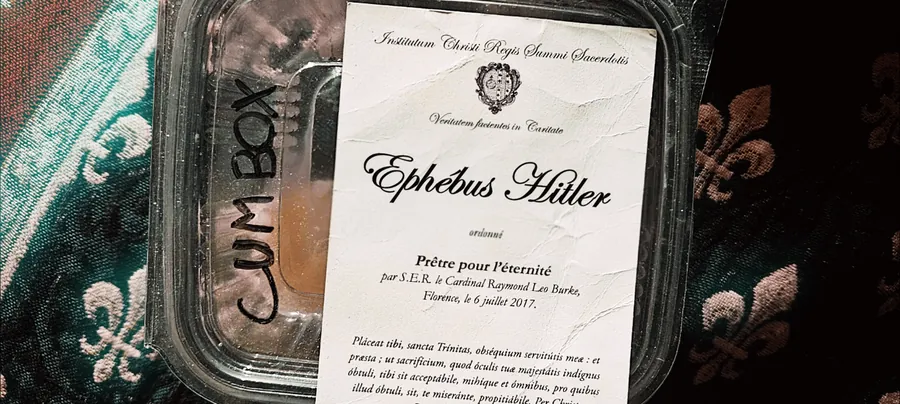 CUM BOX
Institutum Christi Regis Summi Sacerdotis
Veritatem facientes in Caritate
Ephébus Hitler
ordonné
Prêtre pour l'éternité
par S.E.R. le Cardinal Raymond Leo Burke,
Florence, le 6 juillet 2017.
Pláceat tibi, sancta Trínitas, obséquium servitútis meæ : et
præsta ; ut sacrifícium, quod óculis tuæ majestátis indígnus
óbtuli, tibi sit acceptábile, mihíque et ómnibus, pro quibus
illud óbtuli, sit, te miseránte, propitiábile. Per